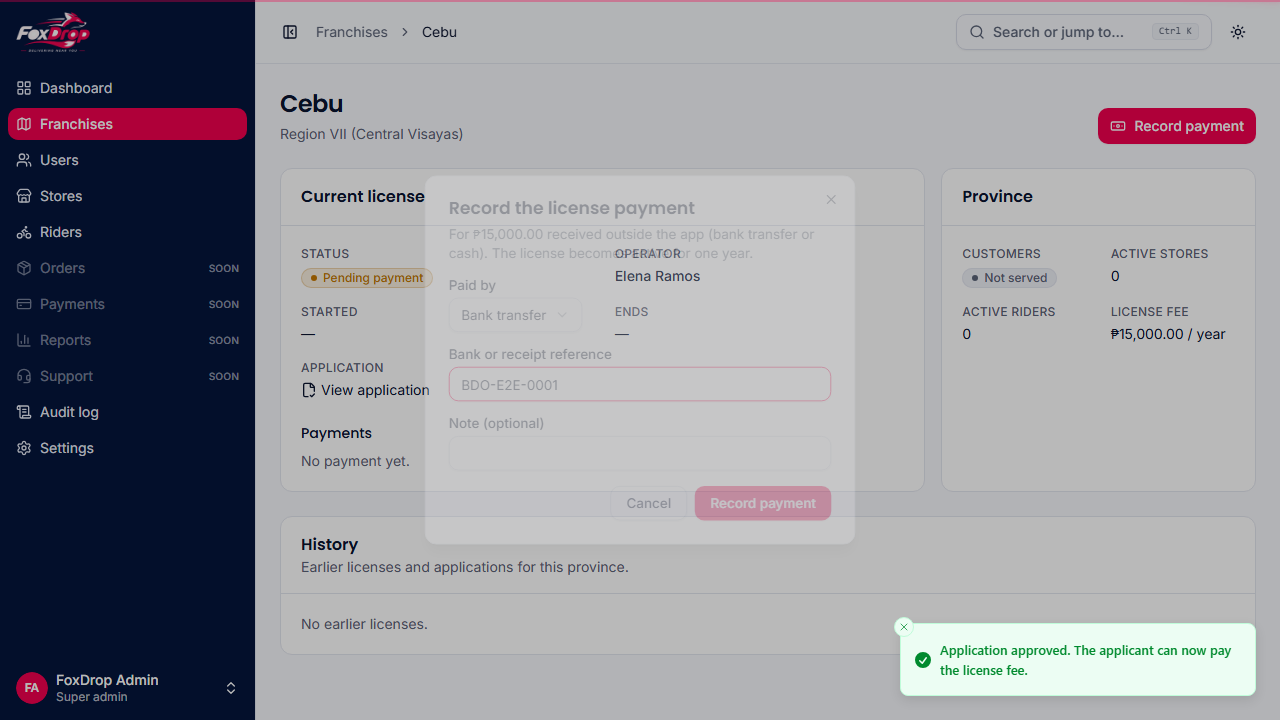 FoxDrop
DELIVERING NEAR YOU
Dashboard
Franchises
Users
Stores
Riders
Orders SOON
Payments SOON
Reports SOON
Support SOON
Audit log
Settings
FA
FoxDrop Admin
Super admin
Franchises > Cebu
Search or jump to... Ctrl K
Cebu
Region VII (Central Visayas)
Record payment
Current license
STATUS
Pending payment
OPERATOR
Elena Ramos
STARTED
—
ENDS
—
APPLICATION
View application
Payments
No payment yet.
Province
CUSTOMERS
Not served
ACTIVE STORES
0
ACTIVE RIDERS
0
LICENSE FEE
₱15,000.00 / year
Record the license payment
For ₱15,000.00 received outside the app (bank transfer or
cash). The license becomes active for one year.
Paid by
Bank transfer
Bank or receipt reference
BDO-E2E-0001
Note (optional)
Cancel
Record payment
History
Earlier licenses and applications for this province.
No earlier licenses.
Application approved. The applicant can now pay
the license fee.